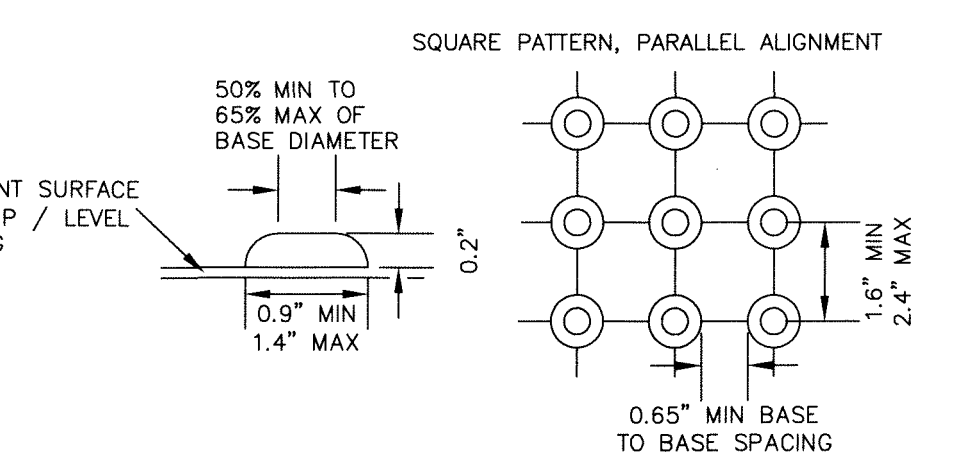 SQUARE PATTERN, PARALLEL ALIGNMENT
50% MIN TO
65% MAX OF
BASE DIAMETER
NT SURFACE
P / LEVEL
G
0.2"
0.9" MIN
1.4" MAX
1.6" MIN
2.4" MAX
0.65" MIN BASE
TO BASE SPACING